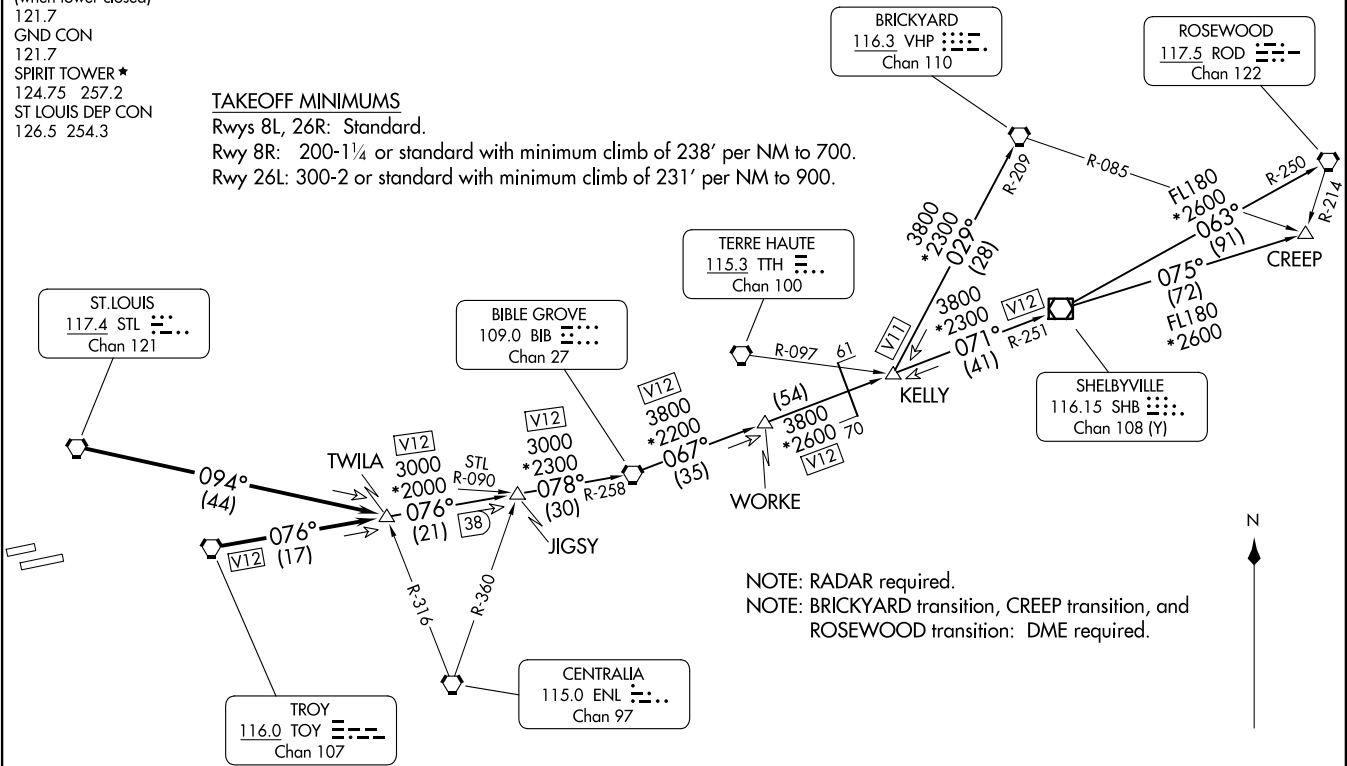 (when tower closed)
121.7
GND CON
121.7
SPIRIT TOWER ★
124.75 257.2
ST LOUIS DEP CON
126.5 254.3
TAKEOFF MINIMUMS
Rwys 8L, 26R: Standard.
Rwy 8R: 200-1¼ or standard with minimum climb of 238' per NM to 700.
Rwy 26L: 300-2 or standard with minimum climb of 231' per NM to 900.
BRICKYARD
116.3 VHP
Chan 110
ROSEWOOD
117.5 ROD
Chan 122
R-209
R-085
R-250
R-214
FL180
*2600
063°
(91)
CREEP
075°
(72)
FL180
*2600
3800
*2300
029°
(28)
V11
TERRE HAUTE
115.3 TTH
Chan 100
R-097
3800
*2300
V12
071°
(41)
R-251
KELLY
SHELBYVILLE
116.15 SHB
Chan 108 (Y)
ST.LOUIS
117.4 STL
Chan 121
BIBLE GROVE
109.0 BIB
Chan 27
61
70
(54)
3800
*2600
V12
WORKE
V12
3800
*2200
067°
(35)
V12
3000
*2300
078°
(30)
R-258
JIGSY
TWILA
V12
3000
*2000
076°
(21)
STL
R-090
38
094°
(44)
076°
V12
(17)
R-316
R-360
NOTE: RADAR required.
NOTE: BRICKYARD transition, CREEP transition, and
ROSEWOOD transition: DME required.
N
CENTRALIA
115.0 ENL
Chan 97
TROY
116.0 TOY
Chan 107